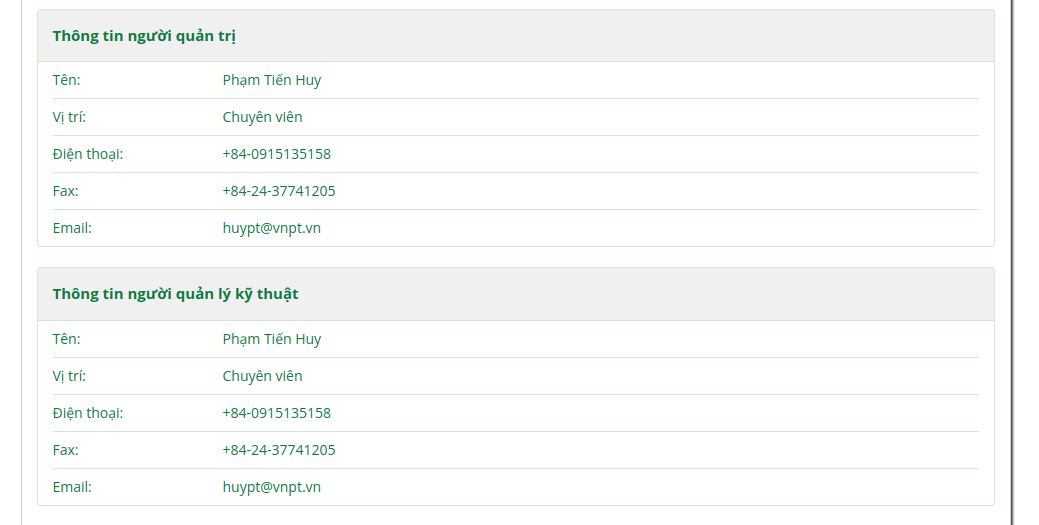 Thông tin người quản trị
Tên: Phạm Tiến Huy
Vị trí: Chuyên viên
Điện thoại: +84-0915135158
Fax: +84-24-37741205
Email: huypt@vnpt.vn
Thông tin người quản lý kỹ thuật
Tên: Phạm Tiến Huy
Vị trí: Chuyên viên
Điện thoại: +84-0915135158
Fax: +84-24-37741205
Email: huypt@vnpt.vn